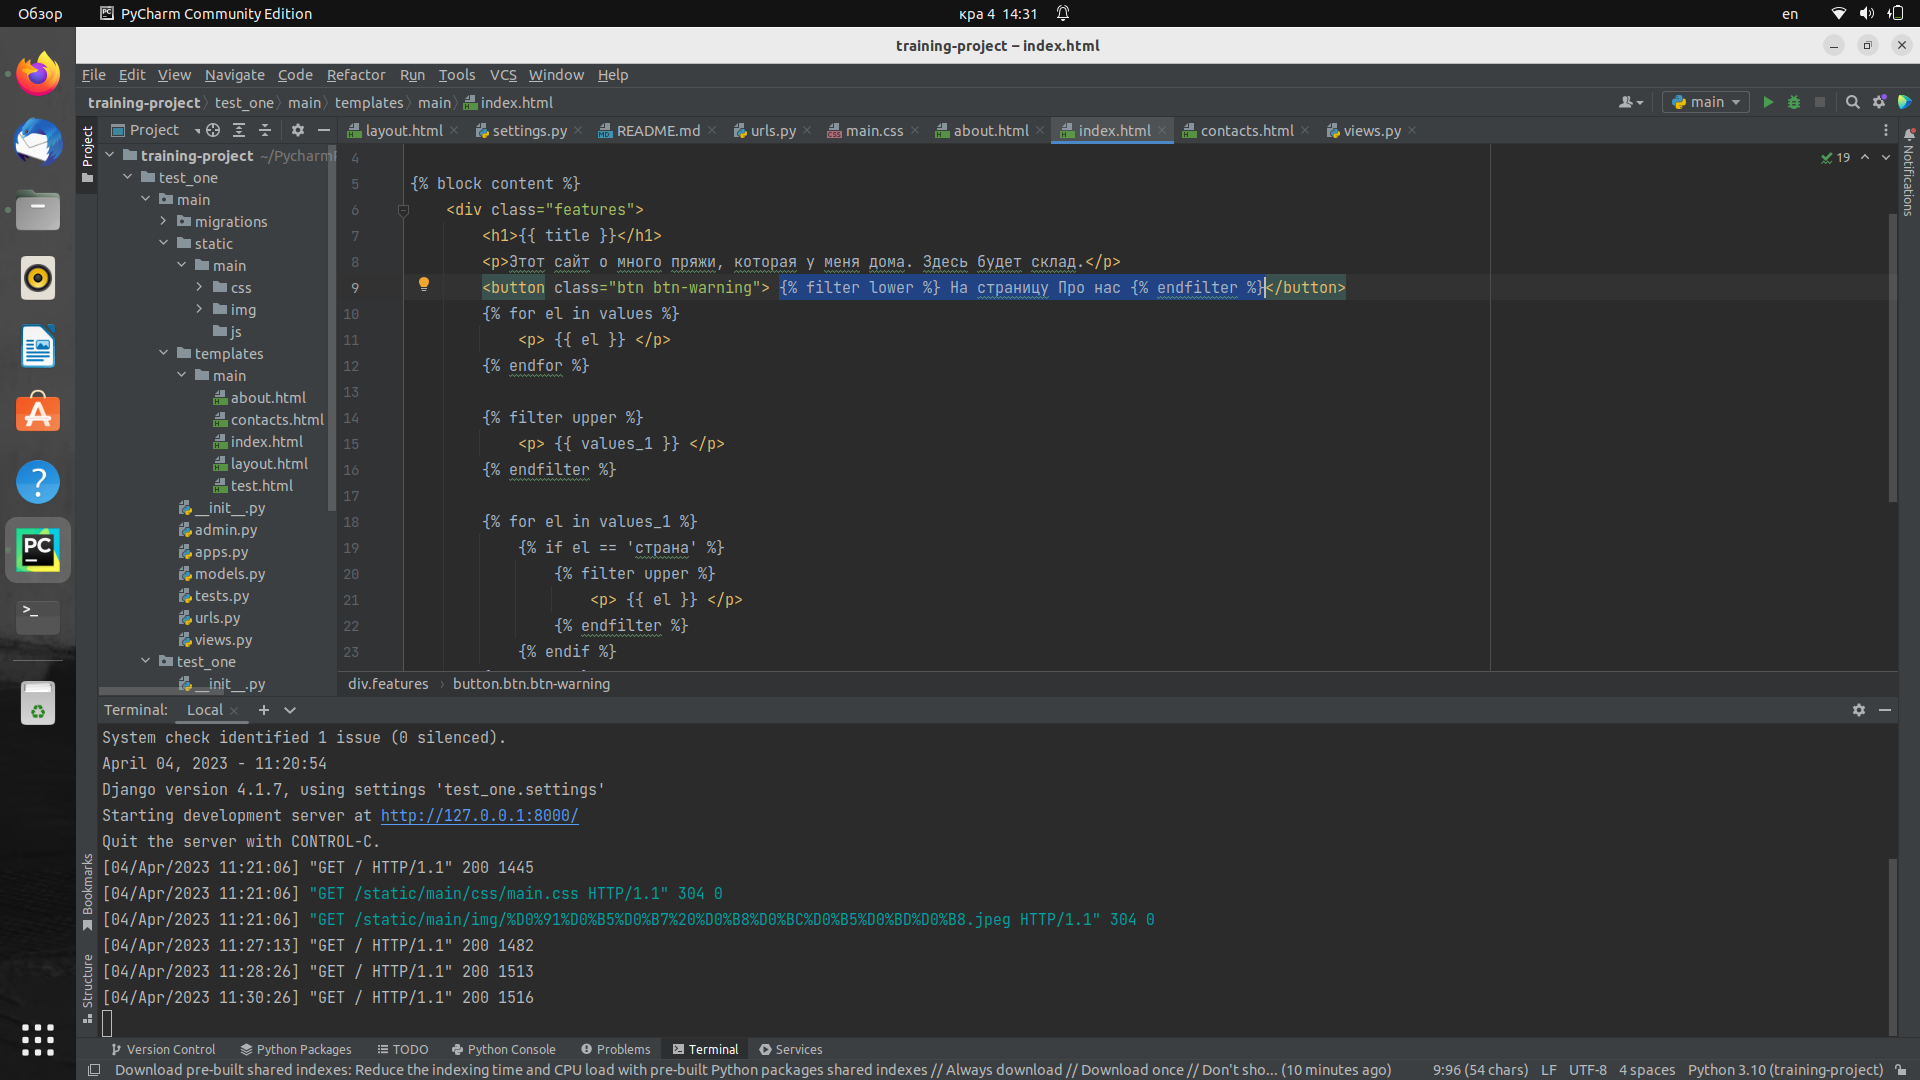 Обзор
PyCharm Community Edition
кра 4 14:31
en
training-project – index.html
File Edit View Navigate Code Refactor Run Tools VCS Window Help
training-project test_one main templates main index.html
main
Project
layout.html settings.py README.md urls.py main.css about.html index.html contacts.html views.py
Project
Notifications
training-project ~/PycharmP
test_one
main
migrations
static
main
css
img
js
templates
main
about.html
contacts.html
index.html
layout.html
test.html
__init__.py
admin.py
apps.py
models.py
tests.py
urls.py
views.py
test_one
__init__.py
19
4
5 {% block content %}
6 <div class="features">
7 <h1>{{ title }}</h1>
8 <p>Этот сайт о много пряжи, которая у меня дома. Здесь будет склад.</p>
9 <button class="btn btn-warning"> {% filter lower %} На страницу Про нас {% endfilter %}</button>
10 {% for el in values %}
11 <p> {{ el }} </p>
12 {% endfor %}
13
14 {% filter upper %}
15 <p> {{ values_1 }} </p>
16 {% endfilter %}
17
18 {% for el in values_1 %}
19 {% if el == 'страна' %}
20 {% filter upper %}
21 <p> {{ el }} </p>
22 {% endfilter %}
23 {% endif %}
div.features button.btn.btn-warning
Terminal: Local
System check identified 1 issue (0 silenced).
April 04, 2023 - 11:20:54
Django version 4.1.7, using settings 'test_one.settings'
Starting development server at http://127.0.0.1:8000/
Quit the server with CONTROL-C.
[04/Apr/2023 11:21:06] "GET / HTTP/1.1" 200 1445
[04/Apr/2023 11:21:06] "GET /static/main/css/main.css HTTP/1.1" 304 0
[04/Apr/2023 11:21:06] "GET /static/main/img/%D0%91%D0%B5%D0%B7%20%D0%B8%D0%BC%D0%B5%D0%BD%D0%B8.jpeg HTTP/1.1" 304 0
[04/Apr/2023 11:27:13] "GET / HTTP/1.1" 200 1482
[04/Apr/2023 11:28:26] "GET / HTTP/1.1" 200 1513
[04/Apr/2023 11:30:26] "GET / HTTP/1.1" 200 1516
Bookmarks
Structure
Version Control Python Packages TODO Python Console Problems Terminal Services
Download pre-built shared indexes: Reduce the indexing time and CPU load with pre-built Python packages shared indexes // Always download // Download once // Don't sho... (10 minutes ago)
9:96 (54 chars) LF UTF-8 4 spaces Python 3.10 (training-project)